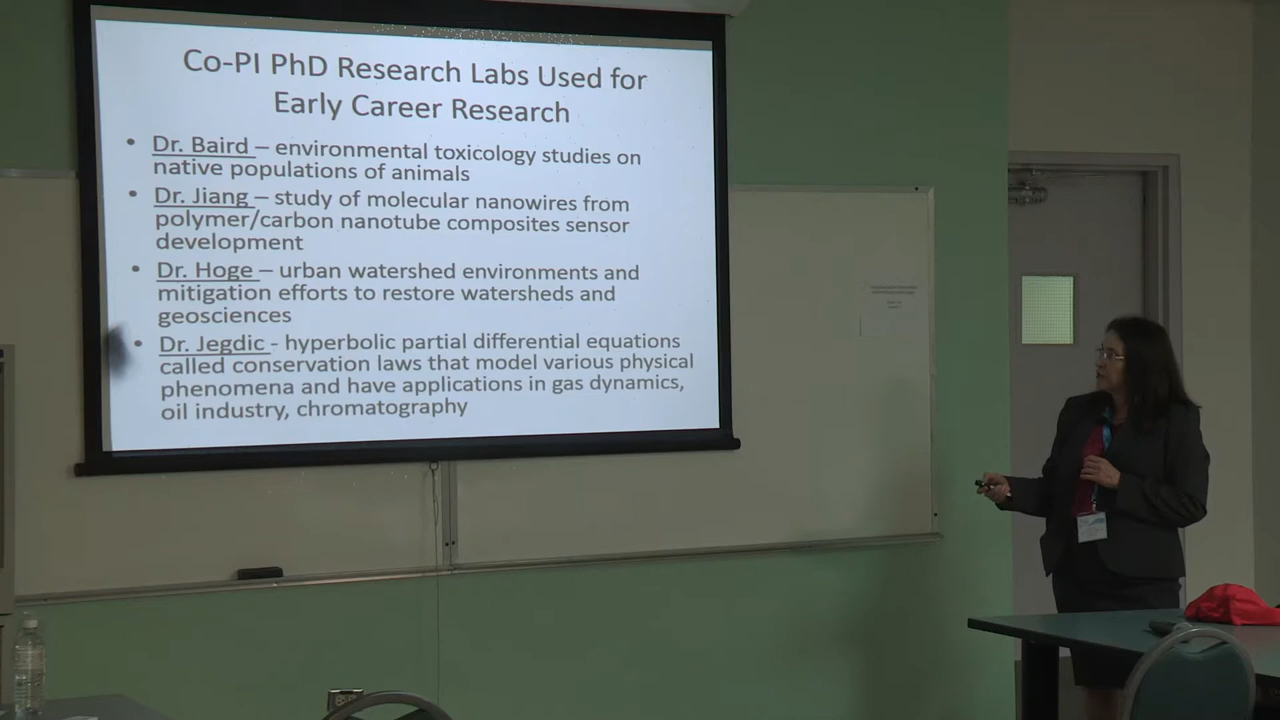 Co-PI PhD Research Labs Used for
Early Career Research
• Dr. Baird – environmental toxicology studies on
native populations of animals
• Dr. Jiang – study of molecular nanowires from
polymer/carbon nanotube composites sensor
development
• Dr. Hoge – urban watershed environments and
mitigation efforts to restore watersheds and
geosciences
• Dr. Jegdic - hyperbolic partial differential equations
called conservation laws that model various physical
phenomena and have applications in gas dynamics,
oil industry, chromatography